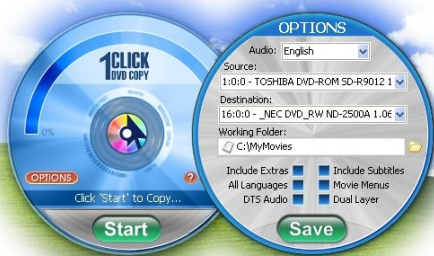 1CLICK
DVD COPY
0%
OPTIONS
?
Click 'Start' to Copy...
Start
OPTIONS
Audio: English
Source:
1:0:0 - TOSHIBA DVD-ROM SD-R9012 1
Destination:
16:0:0 - _NEC DVD_RW ND-2500A 1.06
Working Folder:
C:\MyMovies
Include Extras Include Subtitles
All Languages Movie Menus
DTS Audio Dual Layer
Save